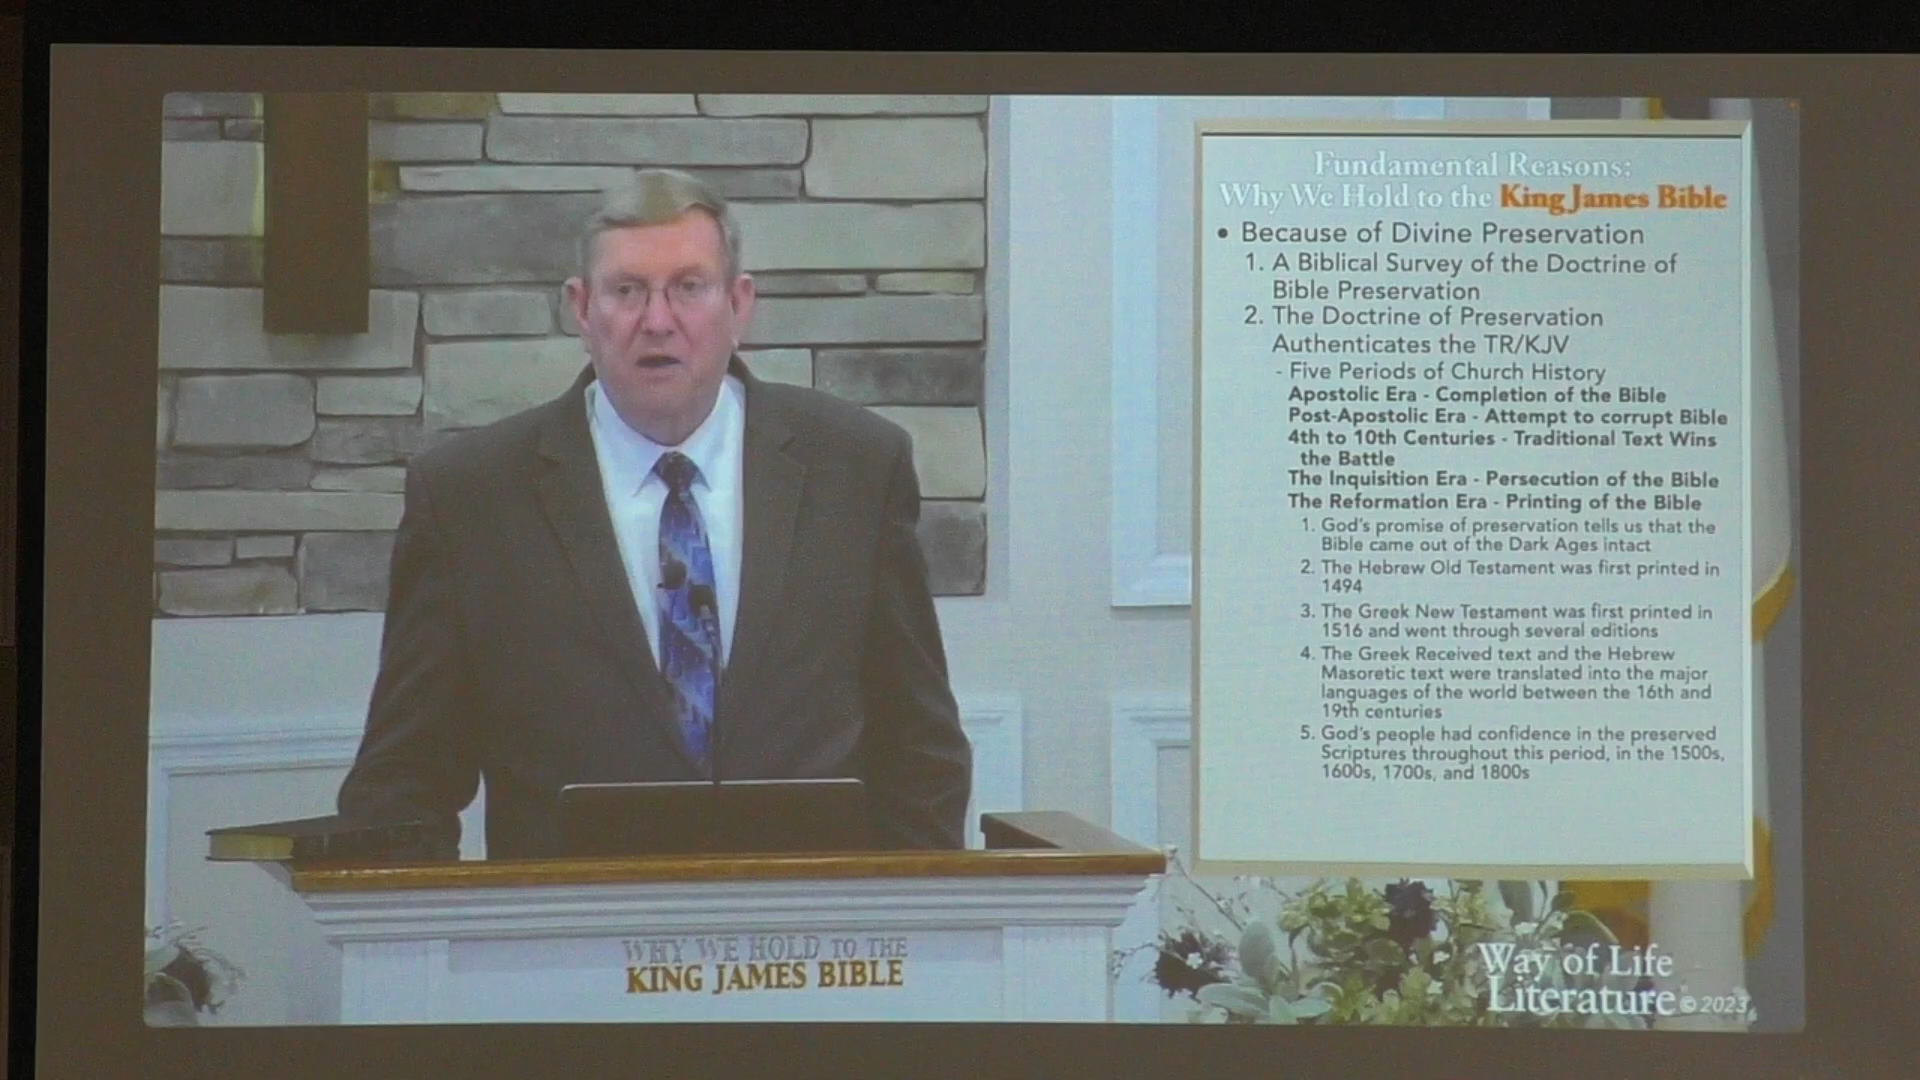 Fundamental Reasons:
Why We Hold to the King James Bible
• Because of Divine Preservation
1. A Biblical Survey of the Doctrine of
Bible Preservation
2. The Doctrine of Preservation
Authenticates the TR/KJV
- Five Periods of Church History
Apostolic Era - Completion of the Bible
Post-Apostolic Era - Attempt to corrupt Bible
4th to 10th Centuries - Traditional Text Wins
the Battle
The Inquisition Era - Persecution of the Bible
The Reformation Era - Printing of the Bible
1. God's promise of preservation tells us that the
Bible came out of the Dark Ages intact
2. The Hebrew Old Testament was first printed in
1494
3. The Greek New Testament was first printed in
1516 and went through several editions
4. The Greek Received text and the Hebrew
Masoretic text were translated into the major
languages of the world between the 16th and
19th centuries
5. God's people had confidence in the preserved
Scriptures throughout this period, in the 1500s,
1600s, 1700s, and 1800s
WHY WE HOLD TO THE
KING JAMES BIBLE
Way of Life
Literature © 2023